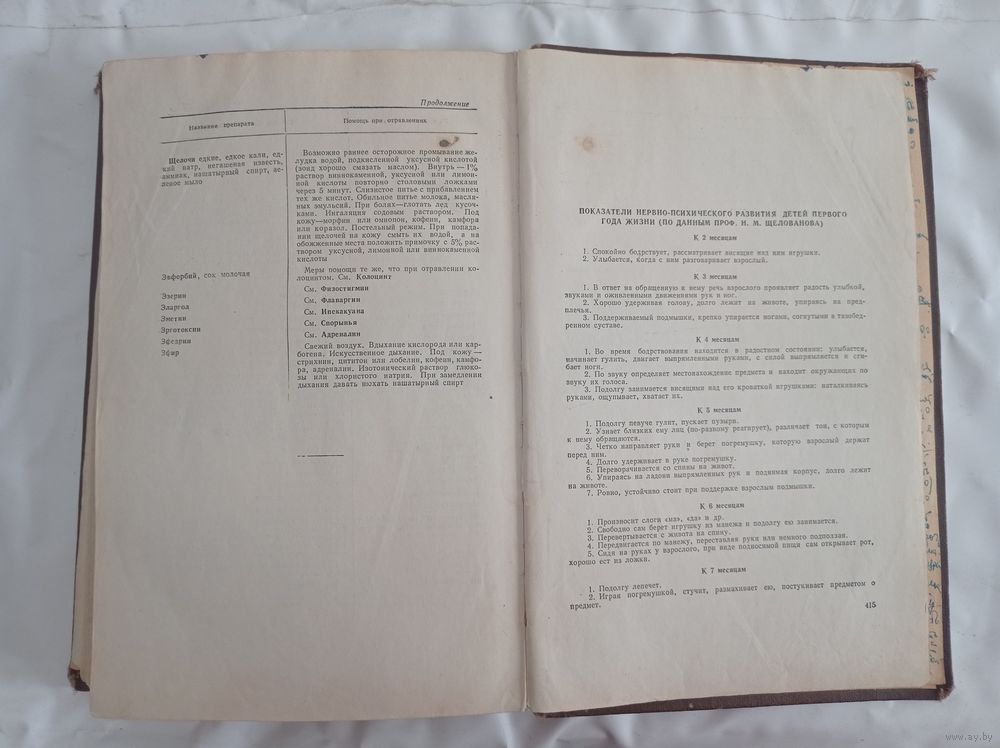 Продолжение
Название препарата
Помощь при отравлениях
Щелочи едкие, едкое кали, ед-
кий натр, негашеная известь,
аммиак, нашатырный спирт, зе-
леное мыло
Возможно раннее осторожное промывание же-
лудка водой, подкисленной уксусной кислотой
(зонд хорошо смазать маслом). Внутрь — 1%
раствор виннокаменной, уксусной или лимон-
ной кислоты повторно столовыми ложками
через 5 минут. Слизистое питье с прибавлением
тех же кислот. Обильное питье молока, масля-
ных эмульсий. При болях—глотать лед кусоч-
ками. Ингаляция содовым раствором. Под
кожу—морфин или омнопон, кофеин, камфора
или коразол. Постельный режим. При попада-
нии щелочей на кожу смыть их водой, а на
обожженные места положить примочку с 5% рас-
твором уксусной, лимонной или виннокаменной
кислоты
Эвфорбий, сок молочая
Меры помощи те же, что при отравлении ко-
лоцинтом. См. Колоцинт
Эзерин
См. Физостигмин
Эларгол
См. Флавargin
Эметин
См. Ипекакуана
Эрготоксин
См. Спорынья
Эфедрин
См. Адреналин
Эфир
Свежий воздух. Вдыхание кислорода или кар-
богена. Искусственное дыхание. Под кожу —
стрихнин, цититон или лобелин, кофеин, камфо-
ра, адреналин. Изотонический раствор глюко-
зы или хлористого натрия. При замедлении
дыхания давать нюхать нашатырный спирт
ПОКАЗАТЕЛИ НЕРВНО-ПСИХИЧЕСКОГО РАЗВИТИЯ ДЕТЕЙ ПЕРВОГО
ГОДА ЖИЗНИ (ПО ДАННЫМ ПРОФ. Н. М. ЩЕЛОВАНОВА)
К 2 месяцам
1. Спокойно бодрствует, рассматривает висящие над ним игрушки.
2. Улыбается, когда с ним разговаривает взрослый.
К 3 месяцам
1. В ответ на обращенную к нему речь взрослого проявляет радость улыбкой,
звуками и оживленными движениями рук и ног.
2. Хорошо удерживая голову, долго лежит на животе, упираясь на пред-
плечья.
3. Поддерживаемый подмышки, крепко упирается ногами, согнутыми в тазобед-
ренном суставе.
К 4 месяцам
1. Во время бодрствования находится в радостном состоянии: улыбается,
начинает гулить, двигает выпрямленными руками, с силой выпрямляется и сги-
бает ноги.
2. По звуку определяет местонахождение предмета и находит окружающих по
звуку их голоса.
3. Подолгу занимается висящими над его кроваткой игрушками: наталкиваясь
руками, ощупывает, хватает их.
К 5 месяцам
1. Подолгу певуче гулит, пускает пузыри.
2. Узнает близких ему лиц (по-разному реагирует), различает тон, с которым
к нему обращаются.
3. Четко направляет руки и берет погремушку, которую взрослый держат
перед ним.
4. Долго удерживает в руке погремушку.
5. Переворачивается со спины на живот.
6. Упираясь на ладони выпрямленных рук и поднимая корпус, долго лежит
на животе.
7. Ровно, устойчиво стоит при поддержке взрослым подмышки.
К 6 месяцам
1. Произносит слоги «ма», «да» и др.
2. Свободно сам берет игрушку из манежа и подолгу ею занимается.
3. Перевертывается с живота на спину.
4. Передвигается по манежу, переставляя руки или немного подползая.
5. Сидя на руках у взрослого, при виде подносимой пищи сам открывает рот,
хорошо ест из ложки.
К 7 месяцам
1. Подолгу лепечет.
2. Играя погремушкой, стучит, размахивает ею, постукивает предметом о
предмет.
415
www.ay.by